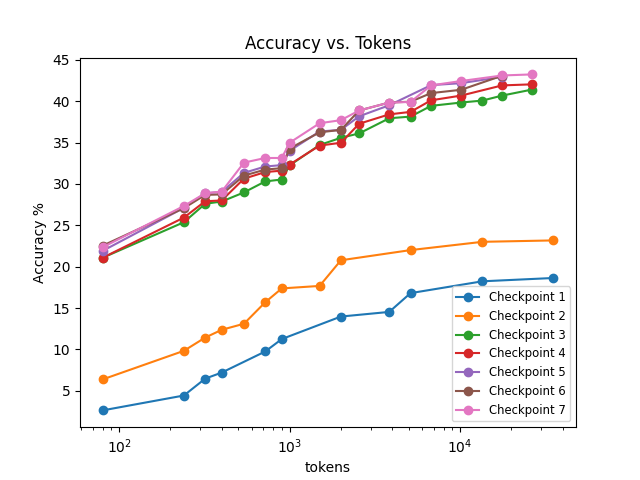 Accuracy vs. Tokens
Accuracy %
45
40
35
30
25
20
15
10
5
10²
10³
10⁴
tokens
Checkpoint 1
Checkpoint 2
Checkpoint 3
Checkpoint 4
Checkpoint 5
Checkpoint 6
Checkpoint 7